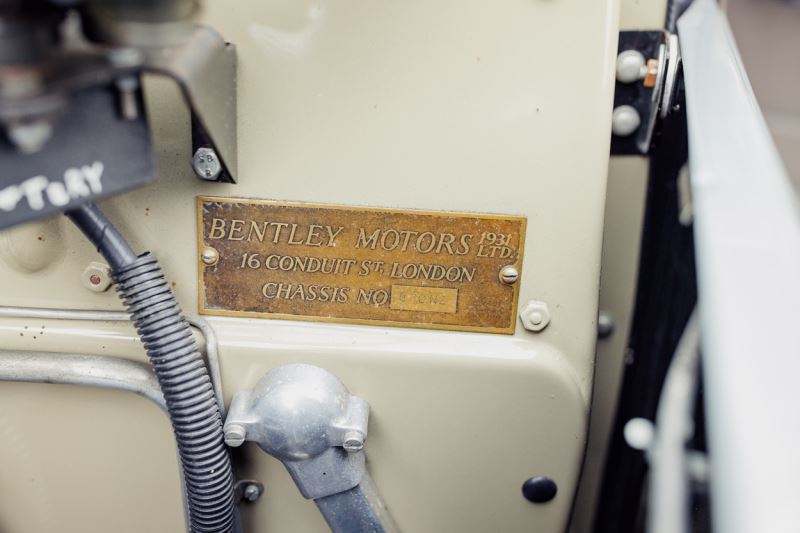 BENTLEY MOTORS 1931 LTD.
16 CONDUIT ST. LONDON
CHASSIS NO